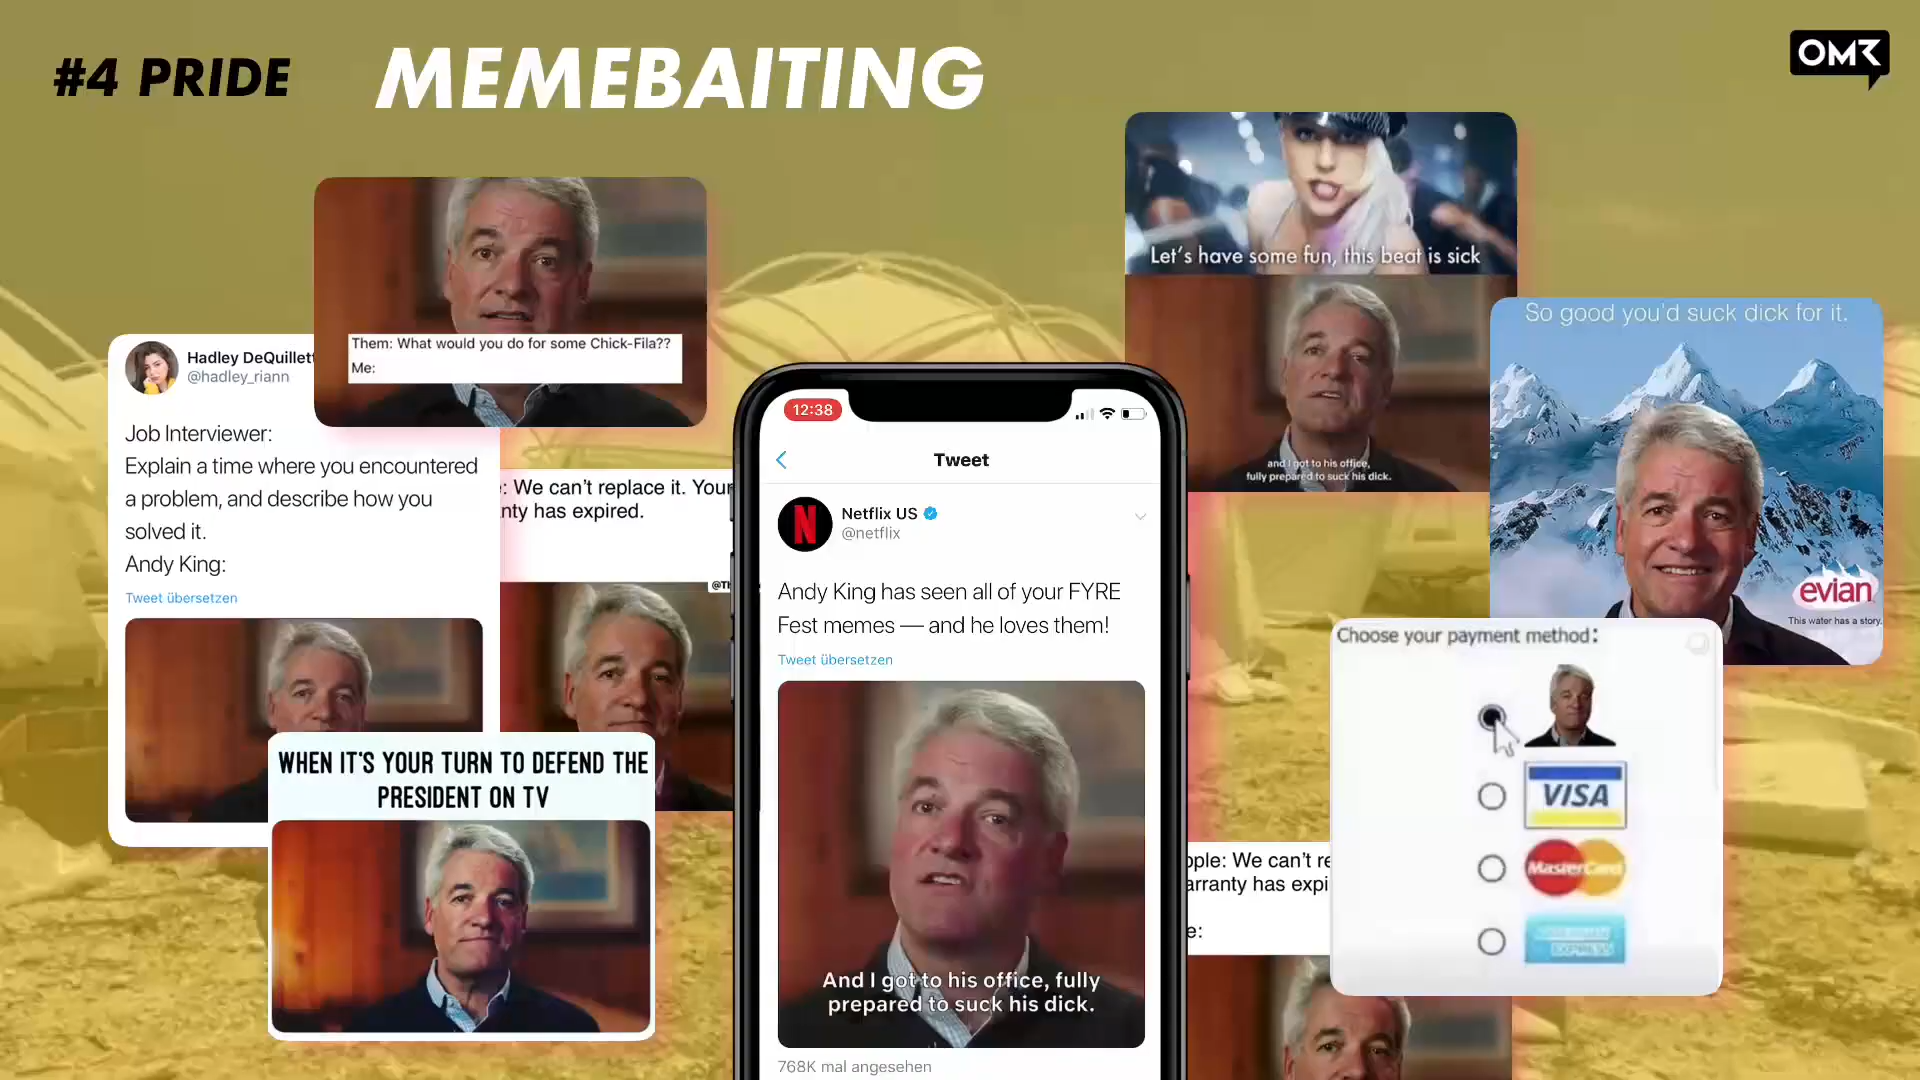 #4 PRIDE
MEMEBAITING
OMR
Them: What would you do for some Chick-Fila??
Me:
Hadley DeQuillett
@hadley_riann
Job Interviewer:
Explain a time where you encountered
a problem, and describe how you
solved it.
Andy King:
Tweet übersetzen
: We can't replace it. Your
nty has expired.
@Th
WHEN IT'S YOUR TURN TO DEFEND THE
PRESIDENT ON TV
12:38
Tweet
Netflix US
@netflix
Andy King has seen all of your FYRE
Fest memes — and he loves them!
Tweet übersetzen
And I got to his office, fully
prepared to suck his dick.
768K mal angesehen
Let's have some fun, this beat is sick
and I got to his office,
fully prepared to suck his dick.
So good you'd suck dick for it.
evian
This water has a story.
Choose your payment method:
VISA
MasterCard
EXPRESS
ople: We can't re
arranty has expi
e: